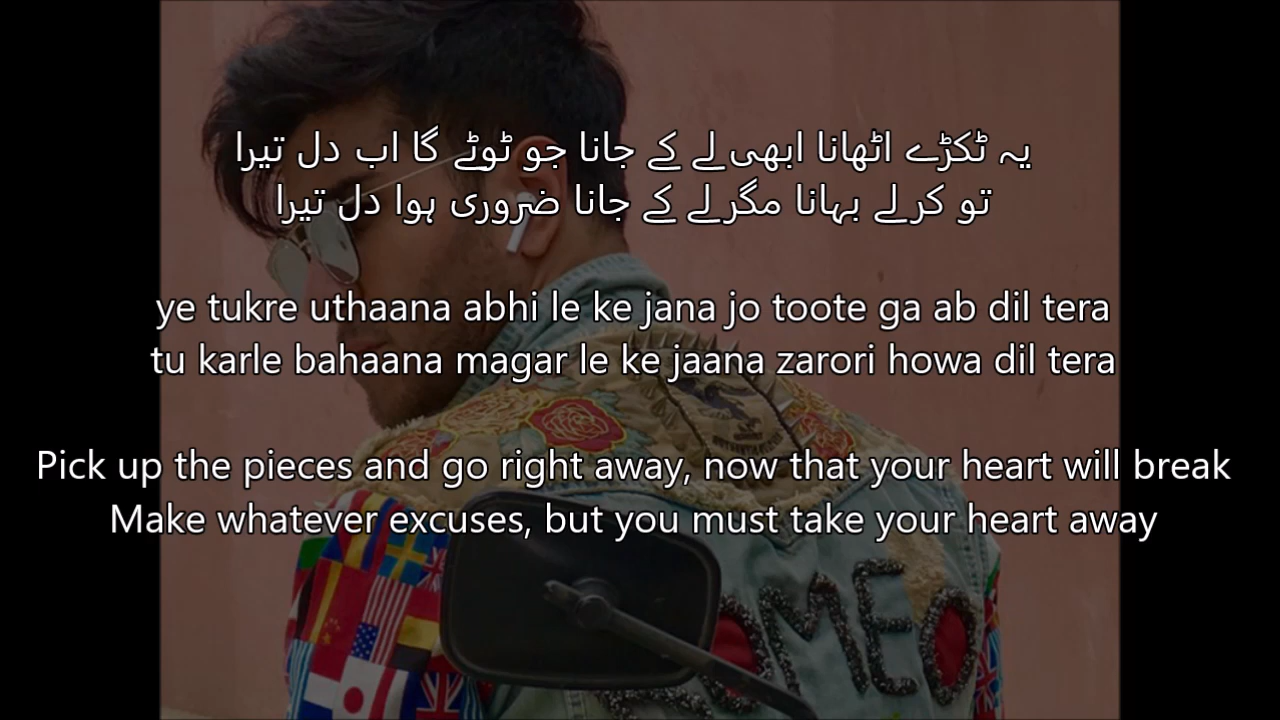 یہ ٹکڑے اٹھانا ابھی لے کے جانا جو ٹوٹے گا اب دل تیرا
تو کر لے بہانا مگر لے کے جانا ضروری ہوا دل تیرا
ye tukre uthaana abhi le ke jana jo toote ga ab dil tera
tu karle bahaana magar le ke jaana zarori howa dil tera
Pick up the pieces and go right away, now that your heart will break
Make whatever excuses, but you must take your heart away
ROMEO